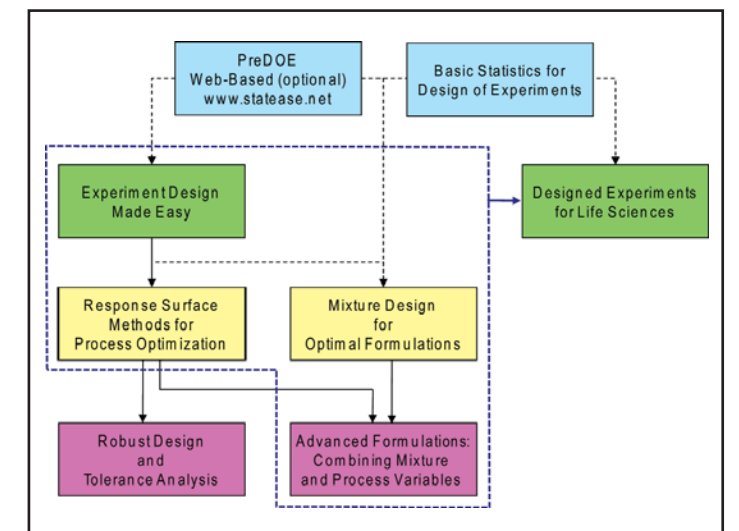 PreDOE
Web-Based (optional)
www.statease.net
Basic Statistics for
Design of Experiments
Experiment Design
Made Easy
Designed Experiments
for Life Sciences
Response Surface
Methods for
Process Optimization
Mixture Design
for
Optimal Formulations
Robust Design
and
Tolerance Analysis
Advanced Formulations:
Combining Mixture
and Process Variables